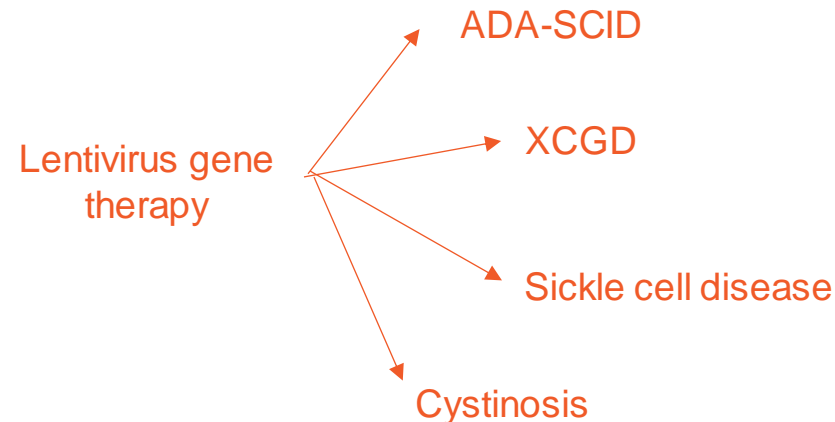 ADA-SCID
XCGD
Lentivirus gene
therapy
Sickle cell disease
Cystinosis